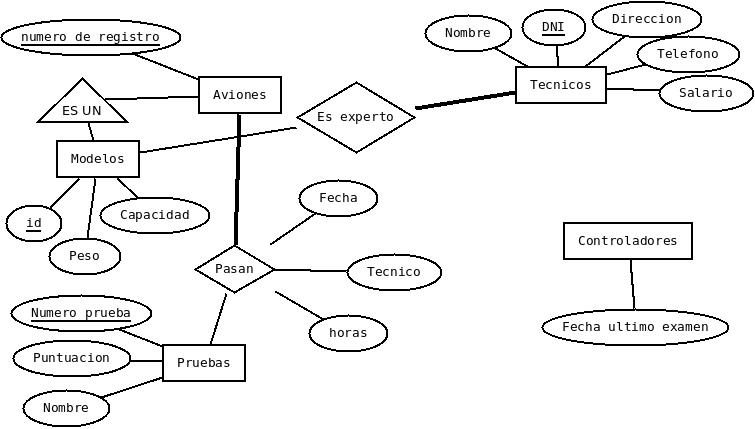 numero de registro
Nombre
DNI
Direccion
Telefono
Salario
Aviones
Tecnicos
ES UN
Es experto
Modelos
id
Capacidad
Peso
Fecha
Pasan
Tecnico
horas
Controladores
Fecha ultimo examen
Numero prueba
Puntuacion
Pruebas
Nombre